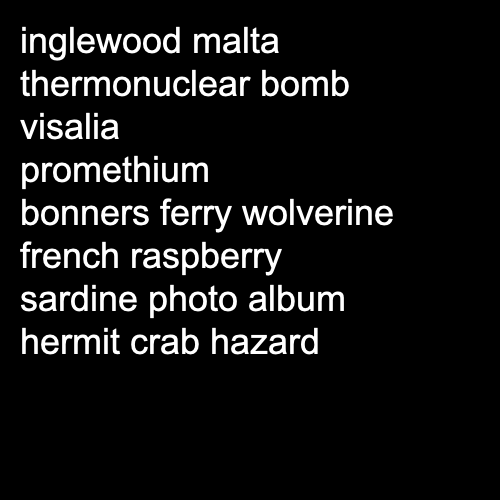 inglewood malta
thermonuclear bomb
visalia
promethium
bonners ferry wolverine
french raspberry
sardine photo album
hermit crab hazard